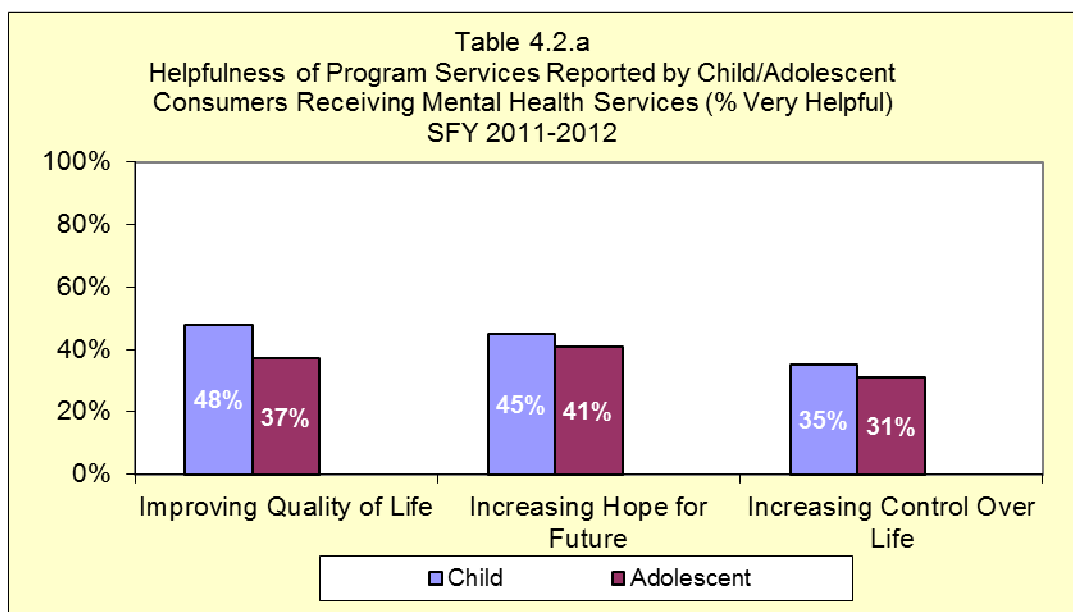 Table 4.2.a
Helpfulness of Program Services Reported by Child/Adolescent
Consumers Receiving Mental Health Services (% Very Helpful)
SFY 2011-2012
100%
80%
60%
40%
20%
0%
48%
37%
45%
41%
35%
31%
Improving Quality of Life
Increasing Hope for
Future
Increasing Control Over
Life
Child
Adolescent